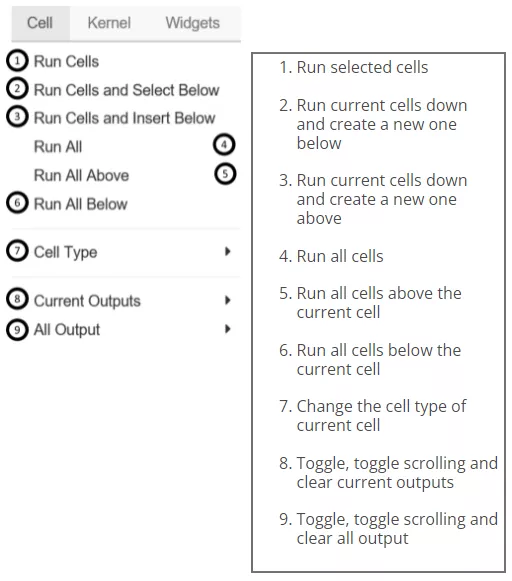 Cell Kernel Widgets
1 Run Cells
2 Run Cells and Select Below
3 Run Cells and Insert Below
Run All 4
Run All Above 5
6 Run All Below
7 Cell Type
8 Current Outputs
9 All Output
1. Run selected cells
2. Run current cells down
and create a new one
below
3. Run current cells down
and create a new one
above
4. Run all cells
5. Run all cells above the
current cell
6. Run all cells below the
current cell
7. Change the cell type of
current cell
8. Toggle, toggle scrolling and
clear current outputs
9. Toggle, toggle scrolling and
clear all output